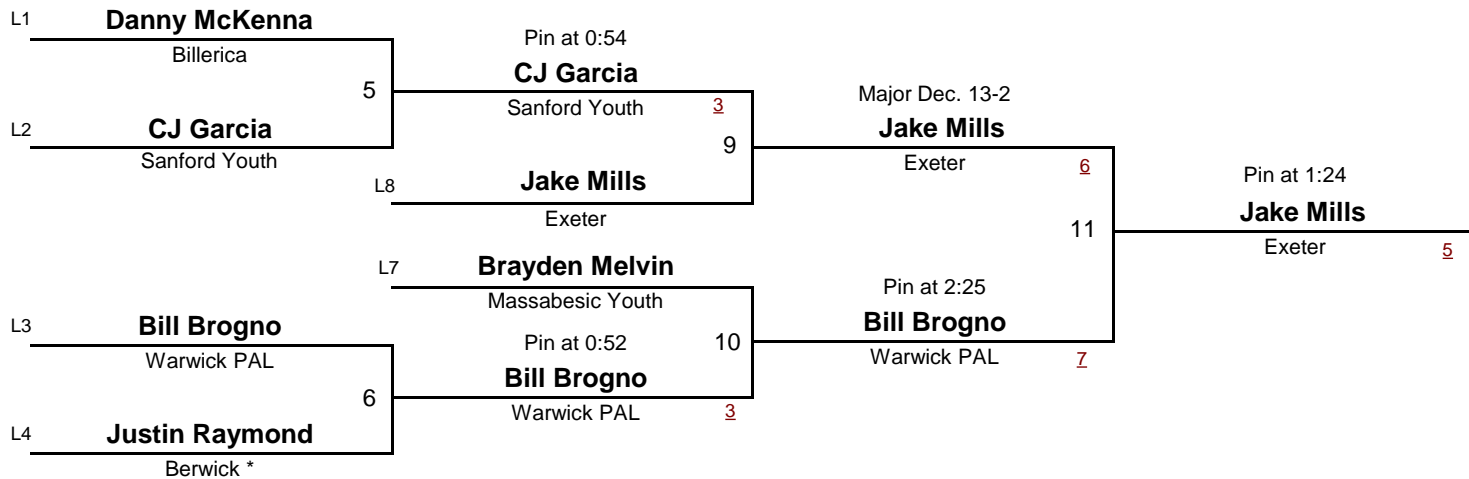 L1
Danny McKenna
Billerica
5
L2
CJ Garcia
Sanford Youth
Pin at 0:54
CJ Garcia
Sanford Youth
3
9
L8
Jake Mills
Exeter
Major Dec. 13-2
Jake Mills
Exeter
6
11
Pin at 1:24
Jake Mills
Exeter
5
L7
Brayden Melvin
Massabesic Youth
10
L3
Bill Brogno
Warwick PAL
6
L4
Justin Raymond
Berwick *
Pin at 0:52
Bill Brogno
Warwick PAL
3
Pin at 2:25
Bill Brogno
Warwick PAL
7